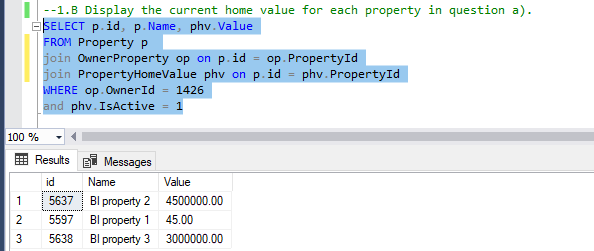 --1.B Display the current home value for each property in question a).
SELECT p.id, p.Name, phv.Value
FROM Property p
join OwnerProperty op on p.id = op.PropertyId
join PropertyHomeValue phv on p.id = phv.PropertyId
WHERE op.OwnerId = 1426
and phv.IsActive = 1
100 %
Results Messages
id Name Value
1 5637 BI property 2 4500000.00
2 5597 BI property 1 45.00
3 5638 BI property 3 3000000.00